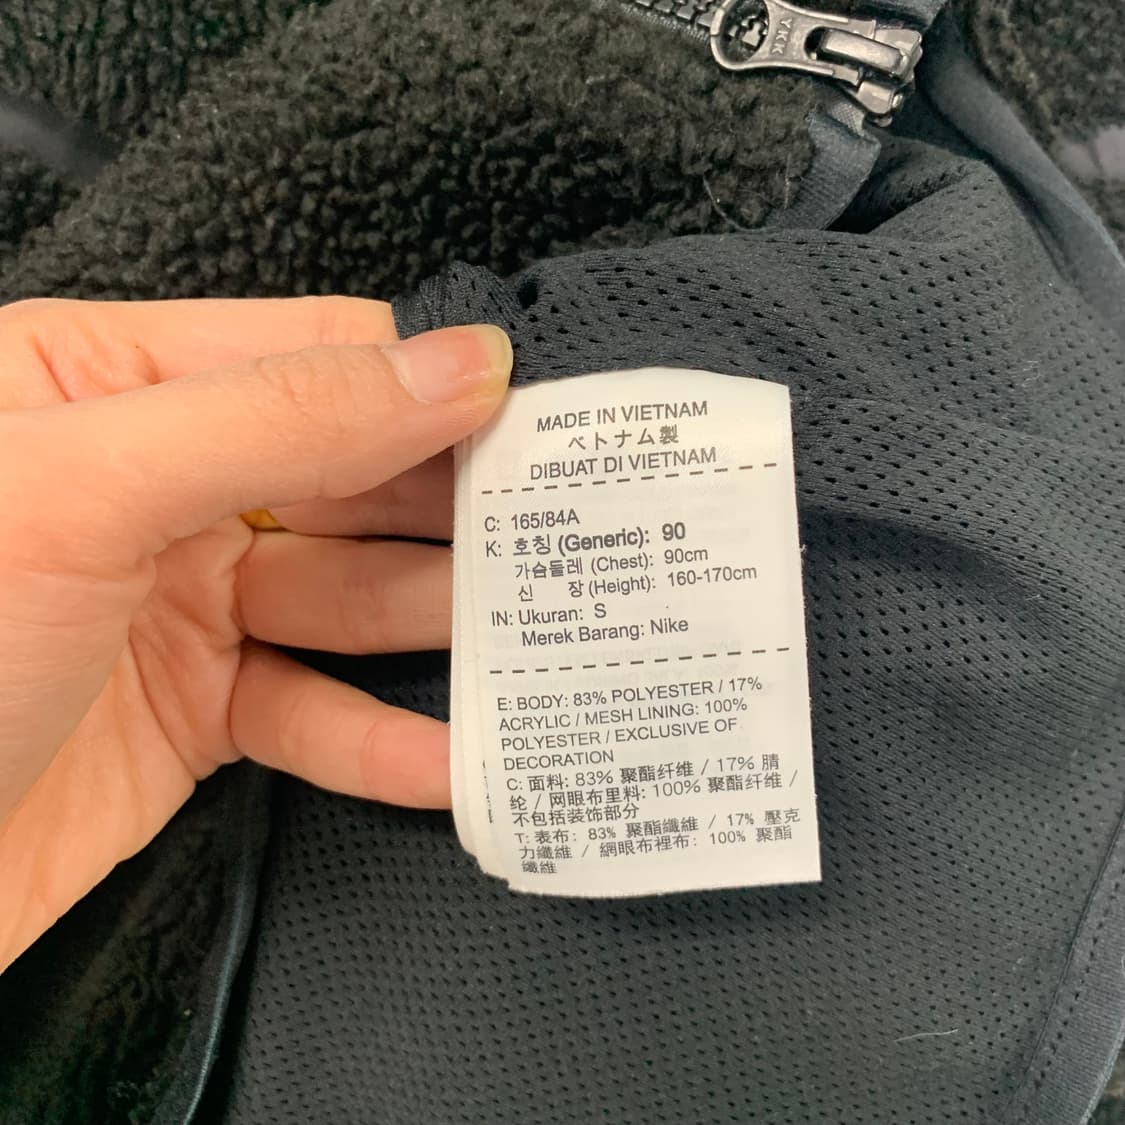 YKK
MADE IN VIETNAM
ベトナム製
DIBUAT DI VIETNAM
C: 165/84A
K: 호칭 (Generic): 90
가슴둘레 (Chest): 90cm
신 장 (Height): 160-170cm
IN: Ukuran: S
Merek Barang: Nike
E: BODY: 83% POLYESTER / 17%
ACRYLIC / MESH LINING: 100%
POLYESTER / EXCLUSIVE OF
DECORATION
C: 面料: 83% 聚酯纤维 / 17% 腈
纶 / 网眼布里料: 100% 聚酯纤维 /
不包括装饰部分
T: 表布: 83% 聚酯纖維 / 17% 壓克
力纖維 / 網眼布裡布: 100% 聚酯
纖維